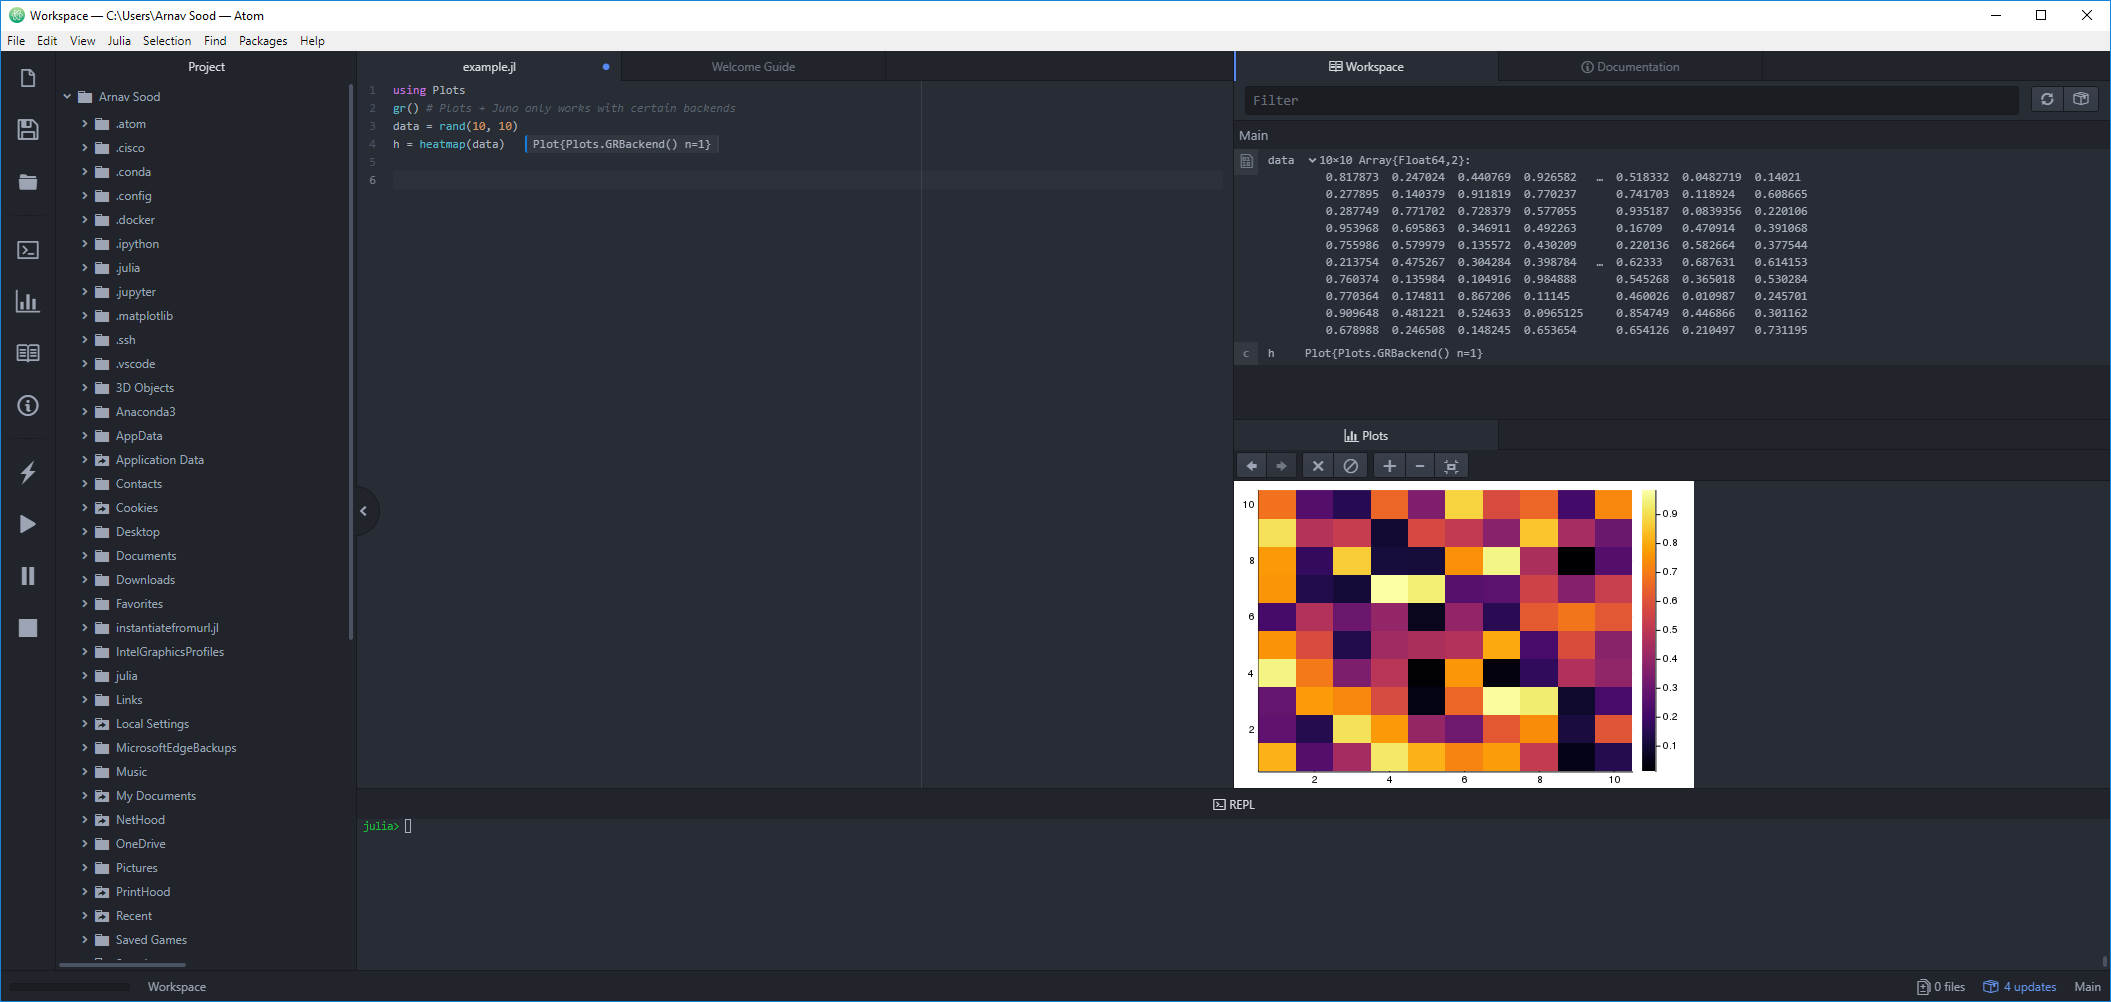 Workspace — C:\Users\Arnav Sood — Atom
File Edit View Julia Selection Find Packages Help
Project
Arnav Sood
.atom
.cisco
.conda
.config
.docker
.ipython
.julia
.jupyter
.matplotlib
.ssh
.vscode
3D Objects
Anaconda3
AppData
Application Data
Contacts
Cookies
Desktop
Documents
Downloads
Favorites
instantiatefromurl.jl
IntelGraphicsProfiles
julia
Links
Local Settings
MicrosoftEdgeBackups
Music
My Documents
NetHood
OneDrive
Pictures
PrintHood
Recent
Saved Games
example.jl Welcome Guide
1 using Plots
2 gr() # Plots + Juno only works with certain backends
3 data = rand(10, 10)
4 h = heatmap(data) Plot{Plots.GRBackend() n=1}
5
6
Workspace Documentation
Filter
Main
data 10×10 Array{Float64,2}:
0.817873 0.247024 0.440769 0.926582 … 0.518332 0.0482719 0.14021
0.277895 0.140379 0.911819 0.770237 0.741703 0.118924 0.608665
0.287749 0.771702 0.728379 0.577055 0.935187 0.0839356 0.220106
0.953968 0.695863 0.346911 0.492263 0.16709 0.470914 0.391068
0.755986 0.579979 0.135572 0.430209 0.220136 0.582664 0.377544
0.213754 0.475267 0.304284 0.398784 … 0.62333 0.687631 0.614153
0.760374 0.135984 0.104916 0.984888 0.545268 0.365018 0.530284
0.770364 0.174811 0.867206 0.11145 0.460026 0.010987 0.245701
0.909648 0.481221 0.524633 0.0965125 0.854749 0.446866 0.301162
0.678988 0.246508 0.148245 0.653654 0.654126 0.210497 0.731195
c h Plot{Plots.GRBackend() n=1}
Plots
10
8
6
4
2
2 4 6 8 10
0.9
0.8
0.7
0.6
0.5
0.4
0.3
0.2
0.1
REPL
julia>
Workspace 0 files 4 updates Main